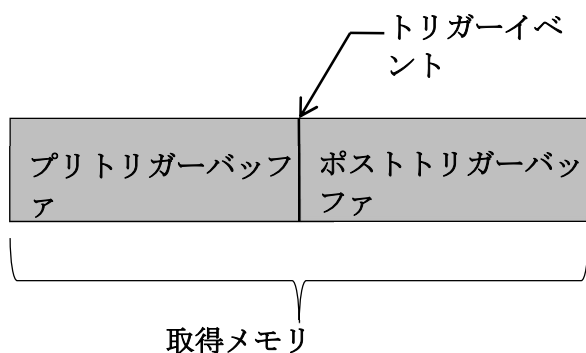 トリガーイベ
ント
プリトリガーバッフ
ァ
ポストトリガーバッ
ファ
取得メモリ